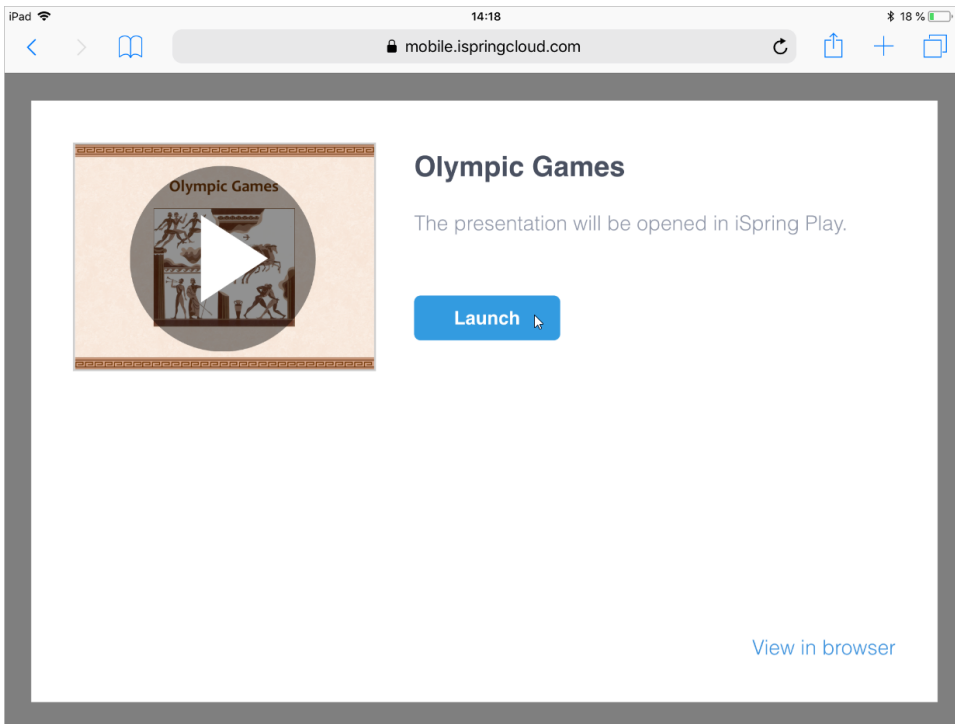 iPad 14:18 18 %
mobile.ispringcloud.com
Olympic Games
Olympic Games
The presentation will be opened in iSpring Play.
Launch
View in browser